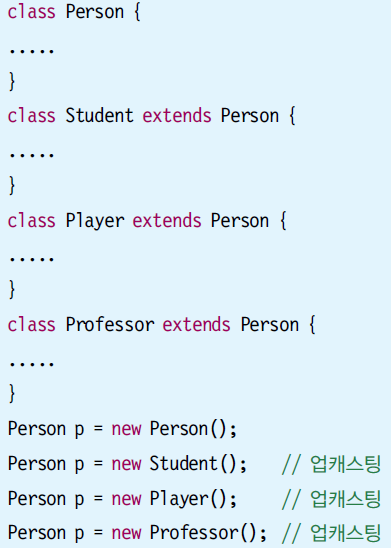 class Person {
.....
}
class Student extends Person {
.....
}
class Player extends Person {
.....
}
class Professor extends Person {
.....
}
Person p = new Person();
Person p = new Student(); // 업캐스팅
Person p = new Player(); // 업캐스팅
Person p = new Professor(); // 업캐스팅